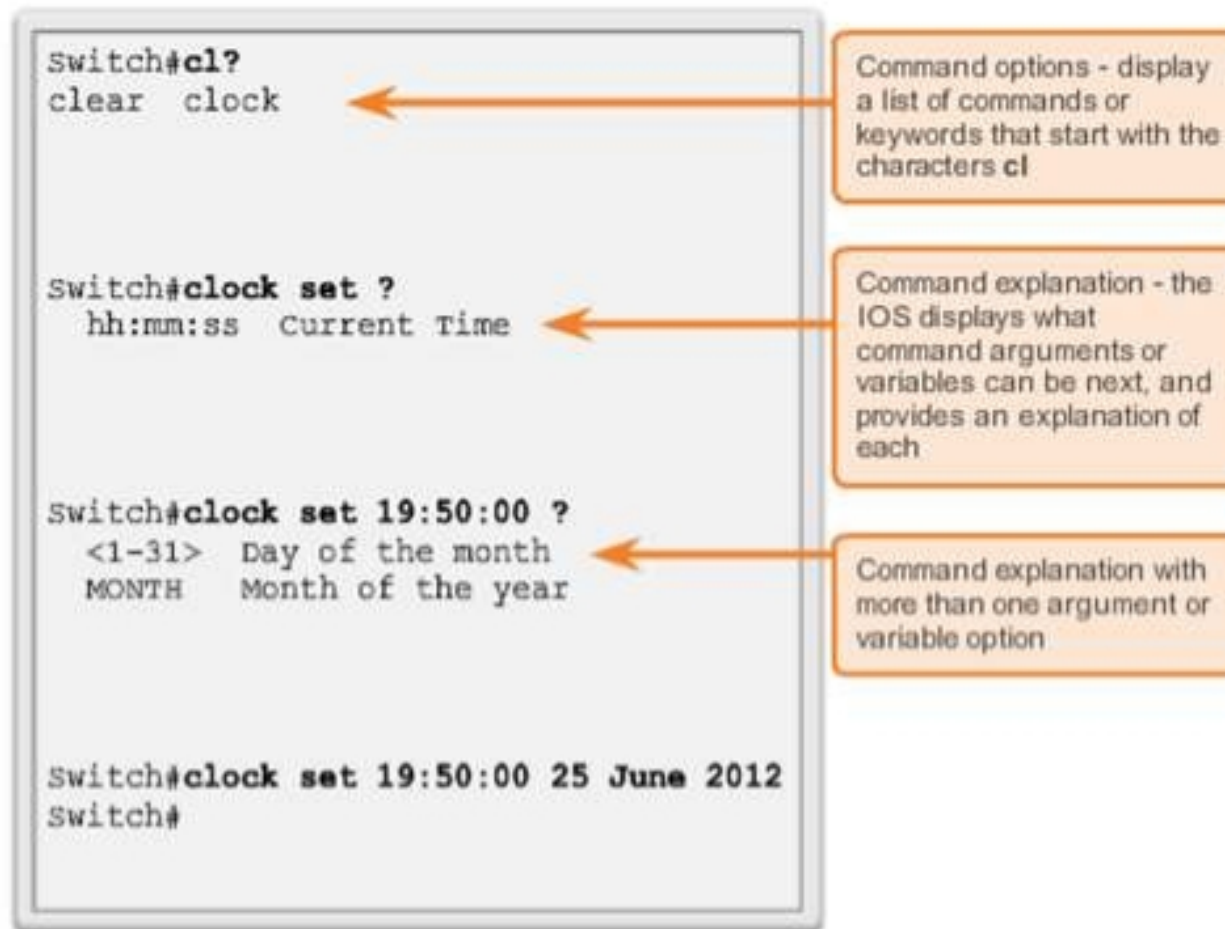 Switch#cl?
clear clock
Command options - display
a list of commands or
keywords that start with the
characters cl
Switch#clock set ?
hh:mm:ss Current Time
Command explanation - the
IOS displays what
command arguments or
variables can be next, and
provides an explanation of
each
Switch#clock set 19:50:00 ?
<1-31> Day of the month
MONTH Month of the year
Command explanation with
more than one argument or
variable option
Switch#clock set 19:50:00 25 June 2012
Switch#